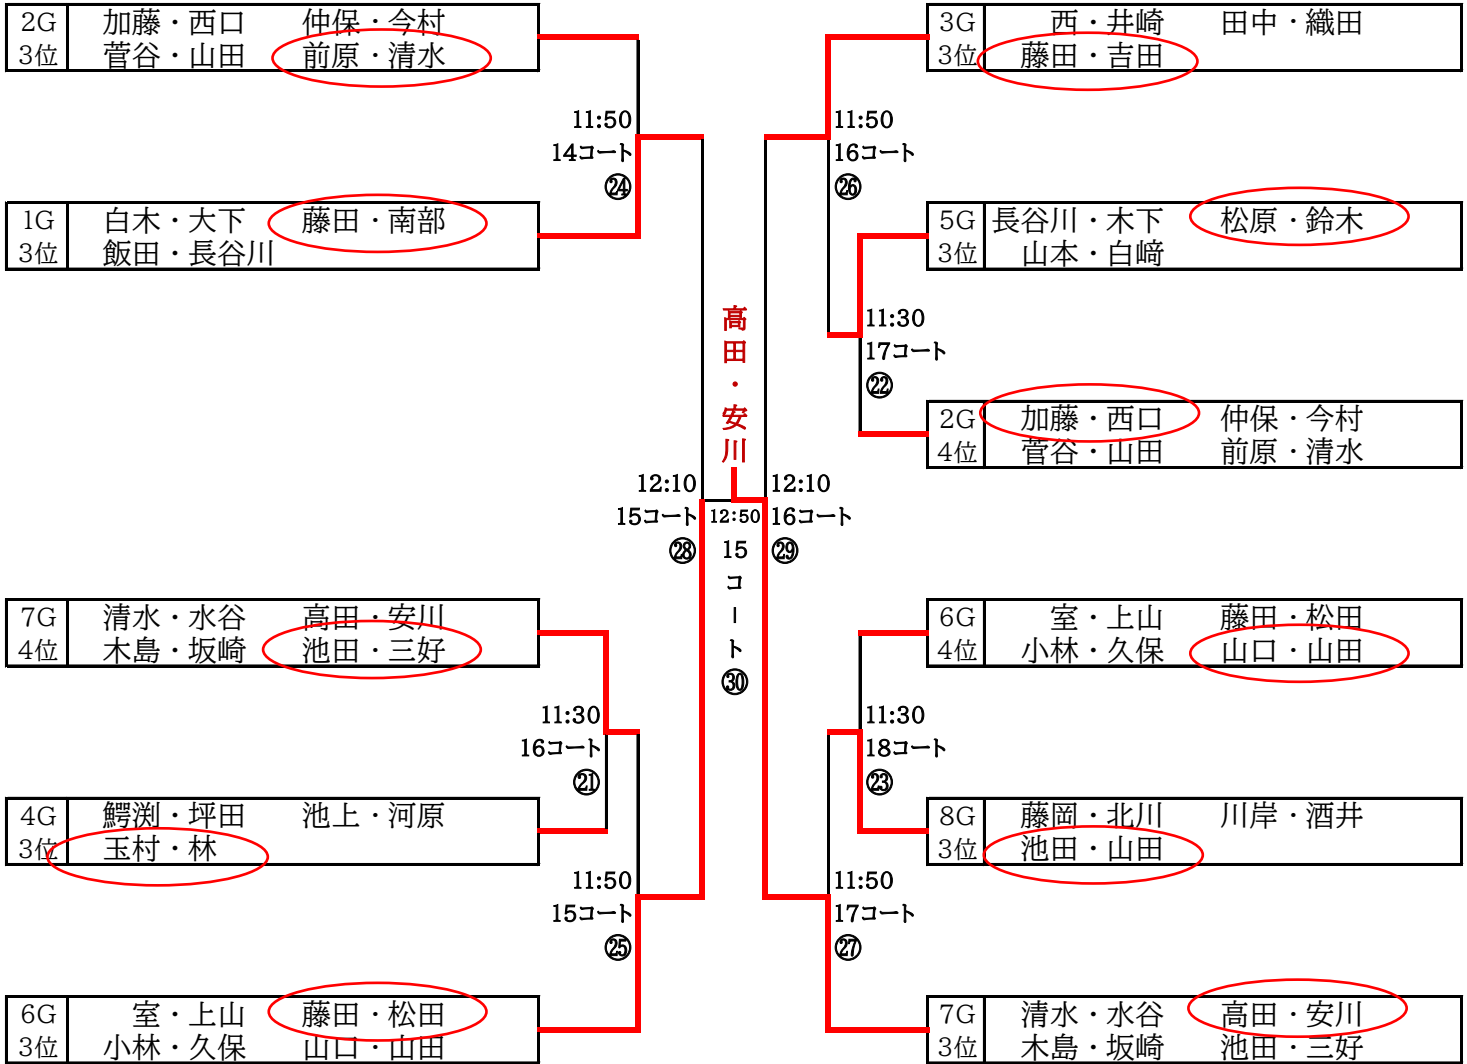 2G 加藤・西口 仲保・今村
3位 菅谷・山田 前原・清水
11:50
14コート
㉔
1G 白木・大下 藤田・南部
3位 飯田・長谷川
7G 清水・水谷 高田・安川
4位 木島・坂崎 池田・三好
11:30
16コート
㉑
4G 鰐渕・坪田 池上・河原
3位 玉村・林
11:50
15コート
㉕
6G 室・上山 藤田・松田
3位 小林・久保 山口・山田
12:10
15コート
㉘
高田・安川
12:50
15コート
㉚
12:10
16コート
㉙
3G 西・井崎 田中・織田
3位 藤田・吉田
11:50
16コート
㉖
5G 長谷川・木下 松原・鈴木
3位 山本・白﨑
11:30
17コート
㉒
2G 加藤・西口 仲保・今村
4位 菅谷・山田 前原・清水
6G 室・上山 藤田・松田
4位 小林・久保 山口・山田
11:30
18コート
㉓
8G 藤岡・北川 川岸・酒井
3位 池田・山田
11:50
17コート
㉗
7G 清水・水谷 高田・安川
3位 木島・坂崎 池田・三好